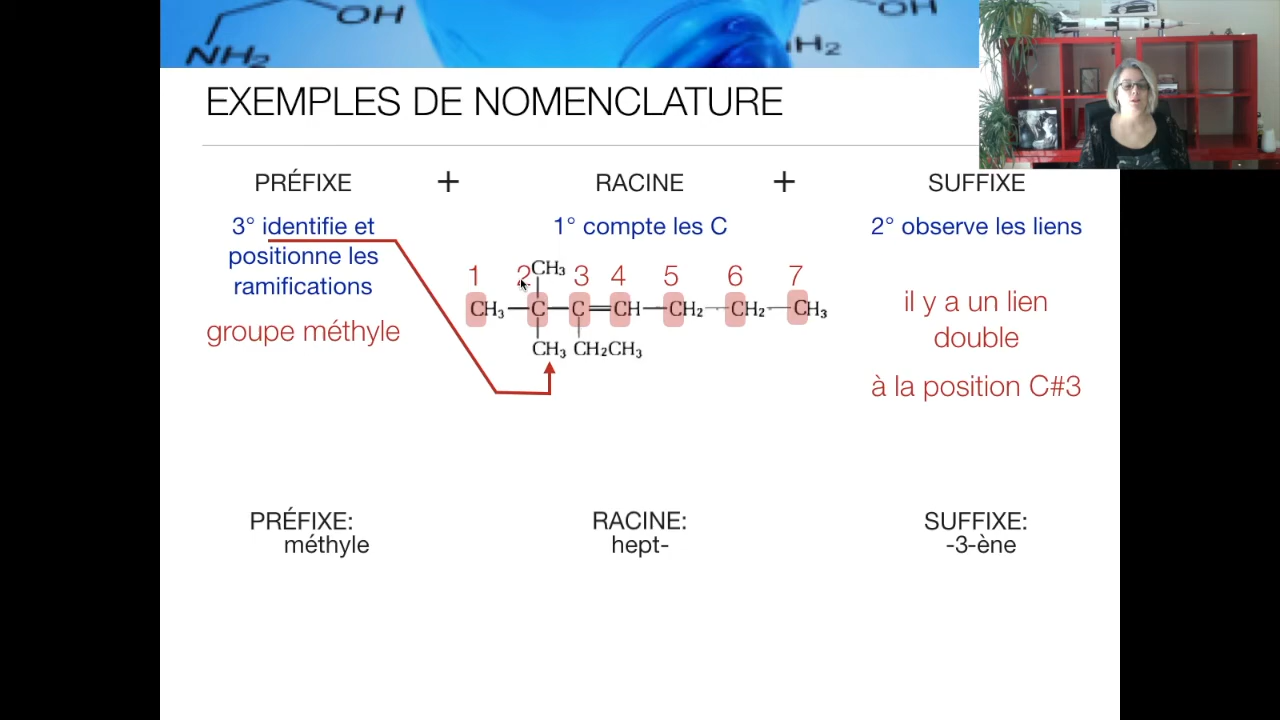 OH
OH
NH₂
H₂
EXEMPLES DE NOMENCLATURE
PRÉFIXE + RACINE + SUFFIXE
3° identifie et
positionne les
ramifications
groupe méthyle
1° compte les C
1 2 3 4 5 6 7
CH₃
CH₃—C—C=CH—CH₂—CH₂—CH₃
CH₃ CH₂CH₃
2° observe les liens
il y a un lien
double
à la position C#3
PRÉFIXE:
méthyle
RACINE:
hept-
SUFFIXE:
-3-ène